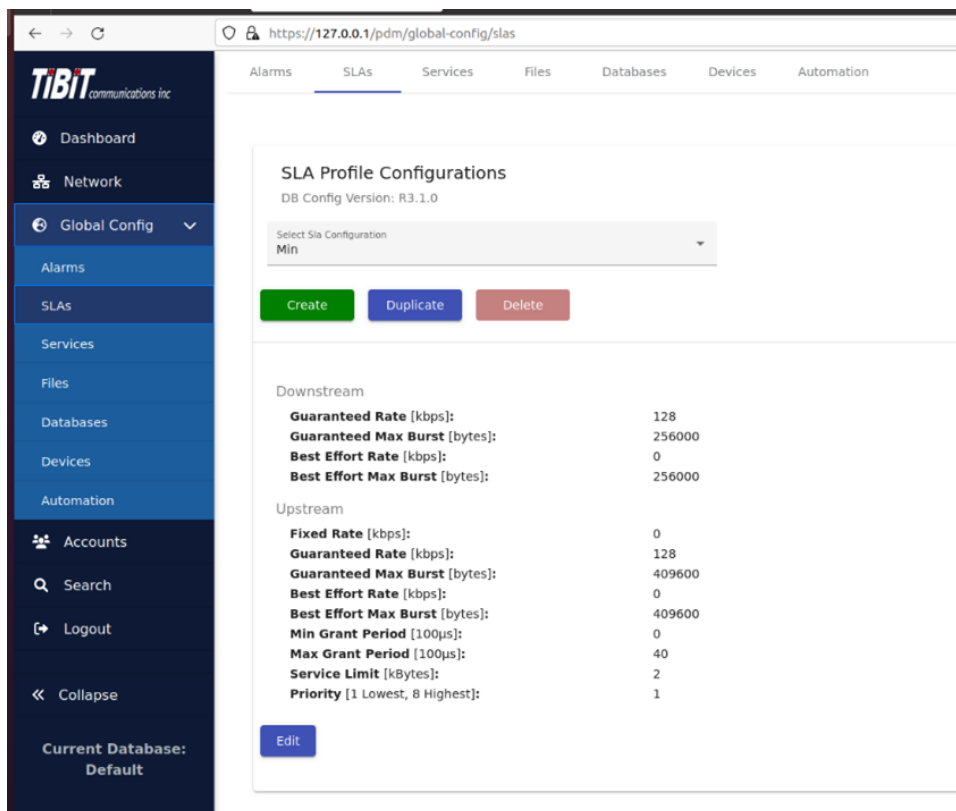 https://127.0.0.1/pdm/global-config/slas
TiBiT communications inc
Dashboard
Network
Global Config
Alarms
SLAs
Services
Files
Databases
Devices
Automation
Accounts
Search
Logout
Collapse
Current Database:
Default
Alarms SLAs Services Files Databases Devices Automation
SLA Profile Configurations
DB Config Version: R3.1.0
Select Sla Configuration
Min
Create Duplicate Delete
Downstream
Guaranteed Rate [kbps]: 128
Guaranteed Max Burst [bytes]: 256000
Best Effort Rate [kbps]: 0
Best Effort Max Burst [bytes]: 256000
Upstream
Fixed Rate [kbps]: 0
Guaranteed Rate [kbps]: 128
Guaranteed Max Burst [bytes]: 409600
Best Effort Rate [kbps]: 0
Best Effort Max Burst [bytes]: 409600
Min Grant Period [100µs]: 0
Max Grant Period [100µs]: 40
Service Limit [kBytes]: 2
Priority [1 Lowest, 8 Highest]: 1
Edit